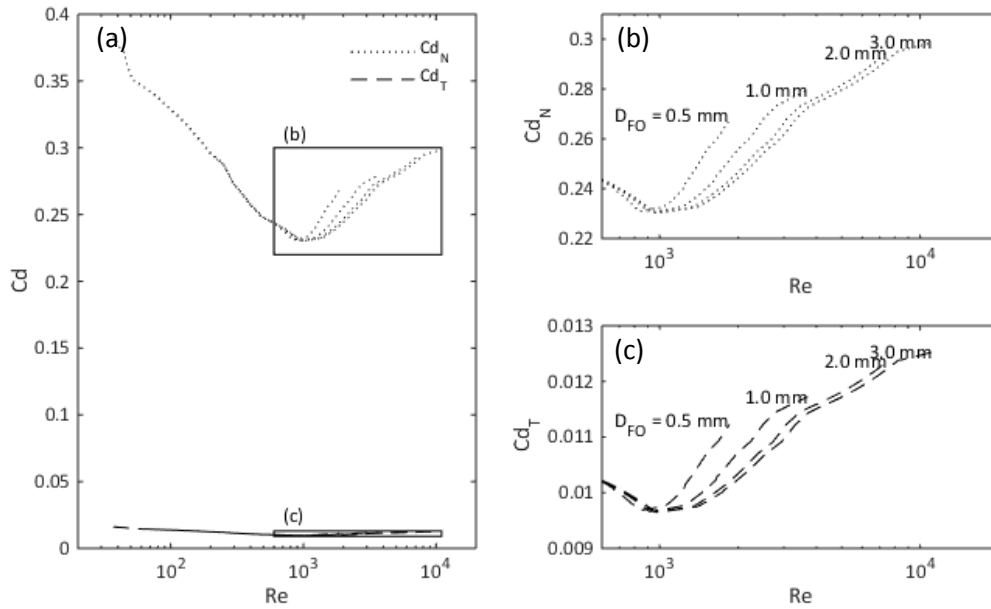 (a)
0.4
0.35
0.3
0.25
0.2
0.15
0.1
0.05
0
Cd
Cd_N
Cd_T
(b)
(c)
10^2
10^3
10^4
Re
(b)
0.3
0.28
0.26
0.24
0.22
Cd_N
D_FO = 0.5 mm
1.0 mm
2.0 mm
3.0 mm
10^3
10^4
Re
(c)
0.013
0.012
0.011
0.01
0.009
Cd_T
D_FO = 0.5 mm
1.0 mm
2.0 mm
3.0 mm
10^3
10^4
Re